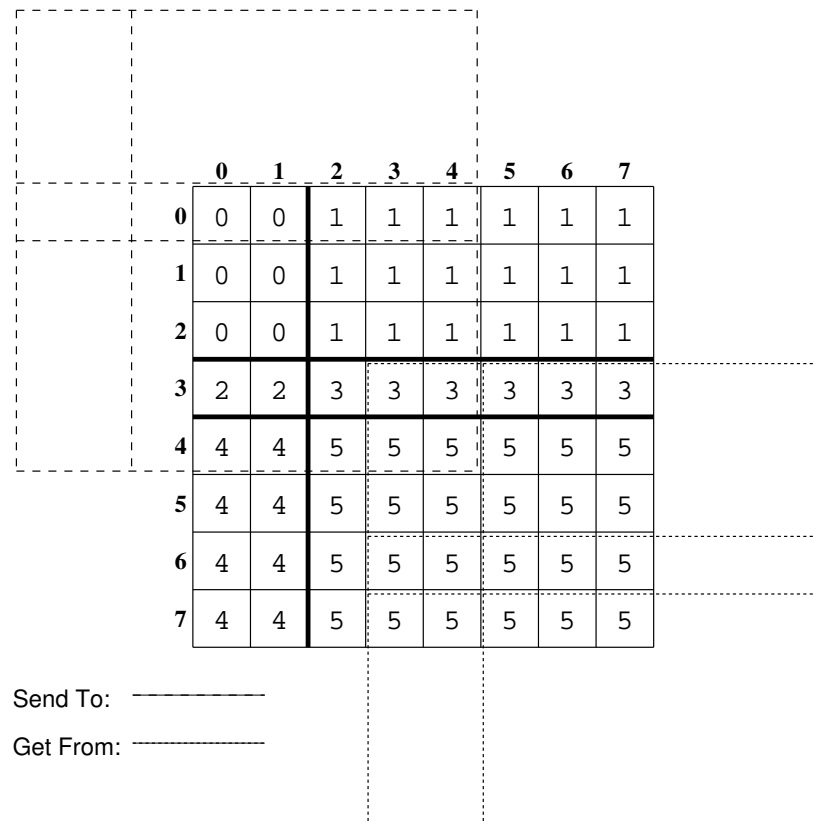 0 1 2 3 4 5 6 7
0 0 0 1 1 1 1 1 1
1 0 0 1 1 1 1 1 1
2 0 0 1 1 1 1 1 1
3 2 2 3 3 3 3 3 3
4 4 4 5 5 5 5 5 5
5 4 4 5 5 5 5 5 5
6 4 4 5 5 5 5 5 5
7 4 4 5 5 5 5 5 5
Send To:
Get From: